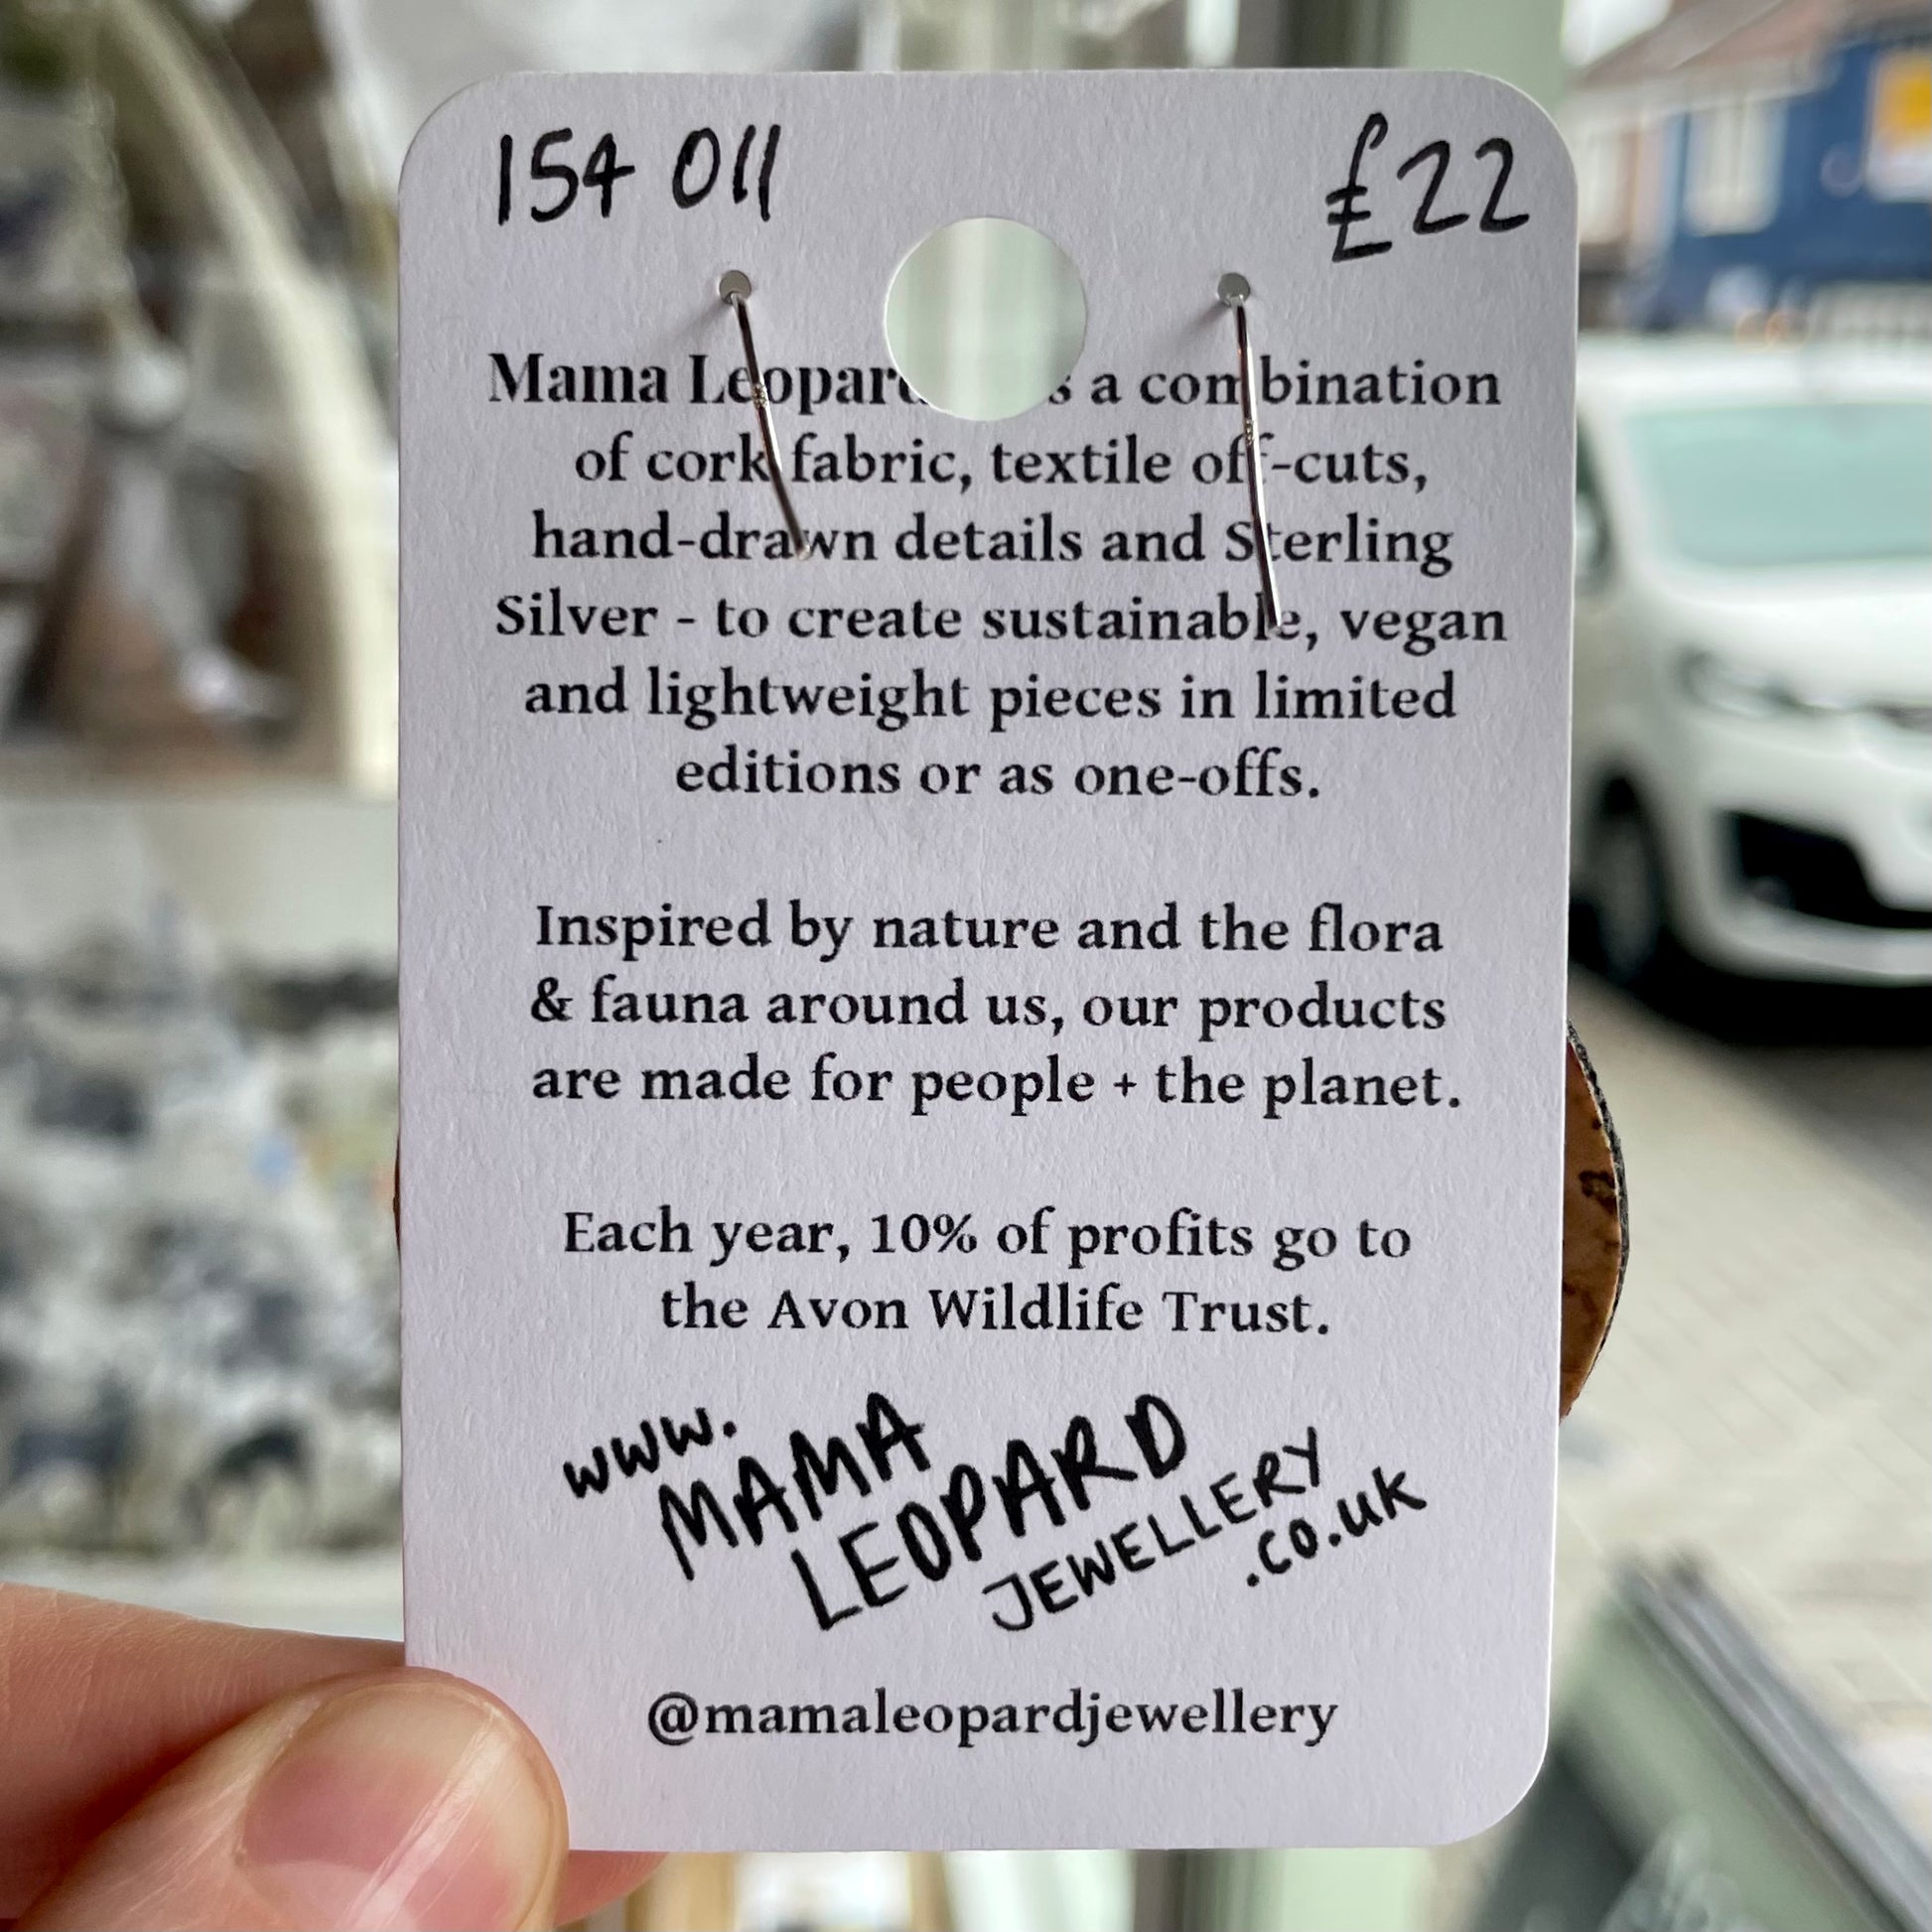 154 011
£22
Mama Leopard a combination
of cork fabric, textile off-cuts,
hand-drawn details and Sterling
Silver - to create sustainable, vegan
and lightweight pieces in limited
editions or as one-offs.
Inspired by nature and the flora
& fauna around us, our products
are made for people + the planet.
Each year, 10% of profits go to
the Avon Wildlife Trust.
www.
MAMA
LEOPARD
JEWELLERY
.CO.UK
@mamaleopardjewellery